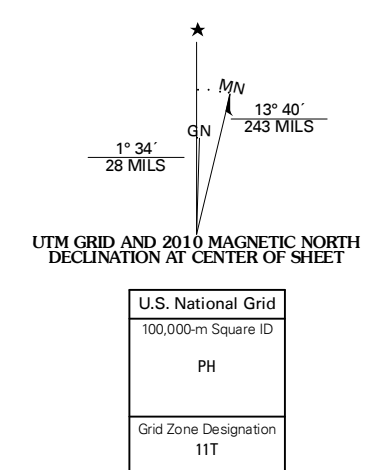 MN
13° 40´
243 MILS
GN
1° 34´
28 MILS
UTM GRID AND 2010 MAGNETIC NORTH
DECLINATION AT CENTER OF SHEET
U.S. National Grid
100,000-m Square ID
PH
Grid Zone Designation
11T